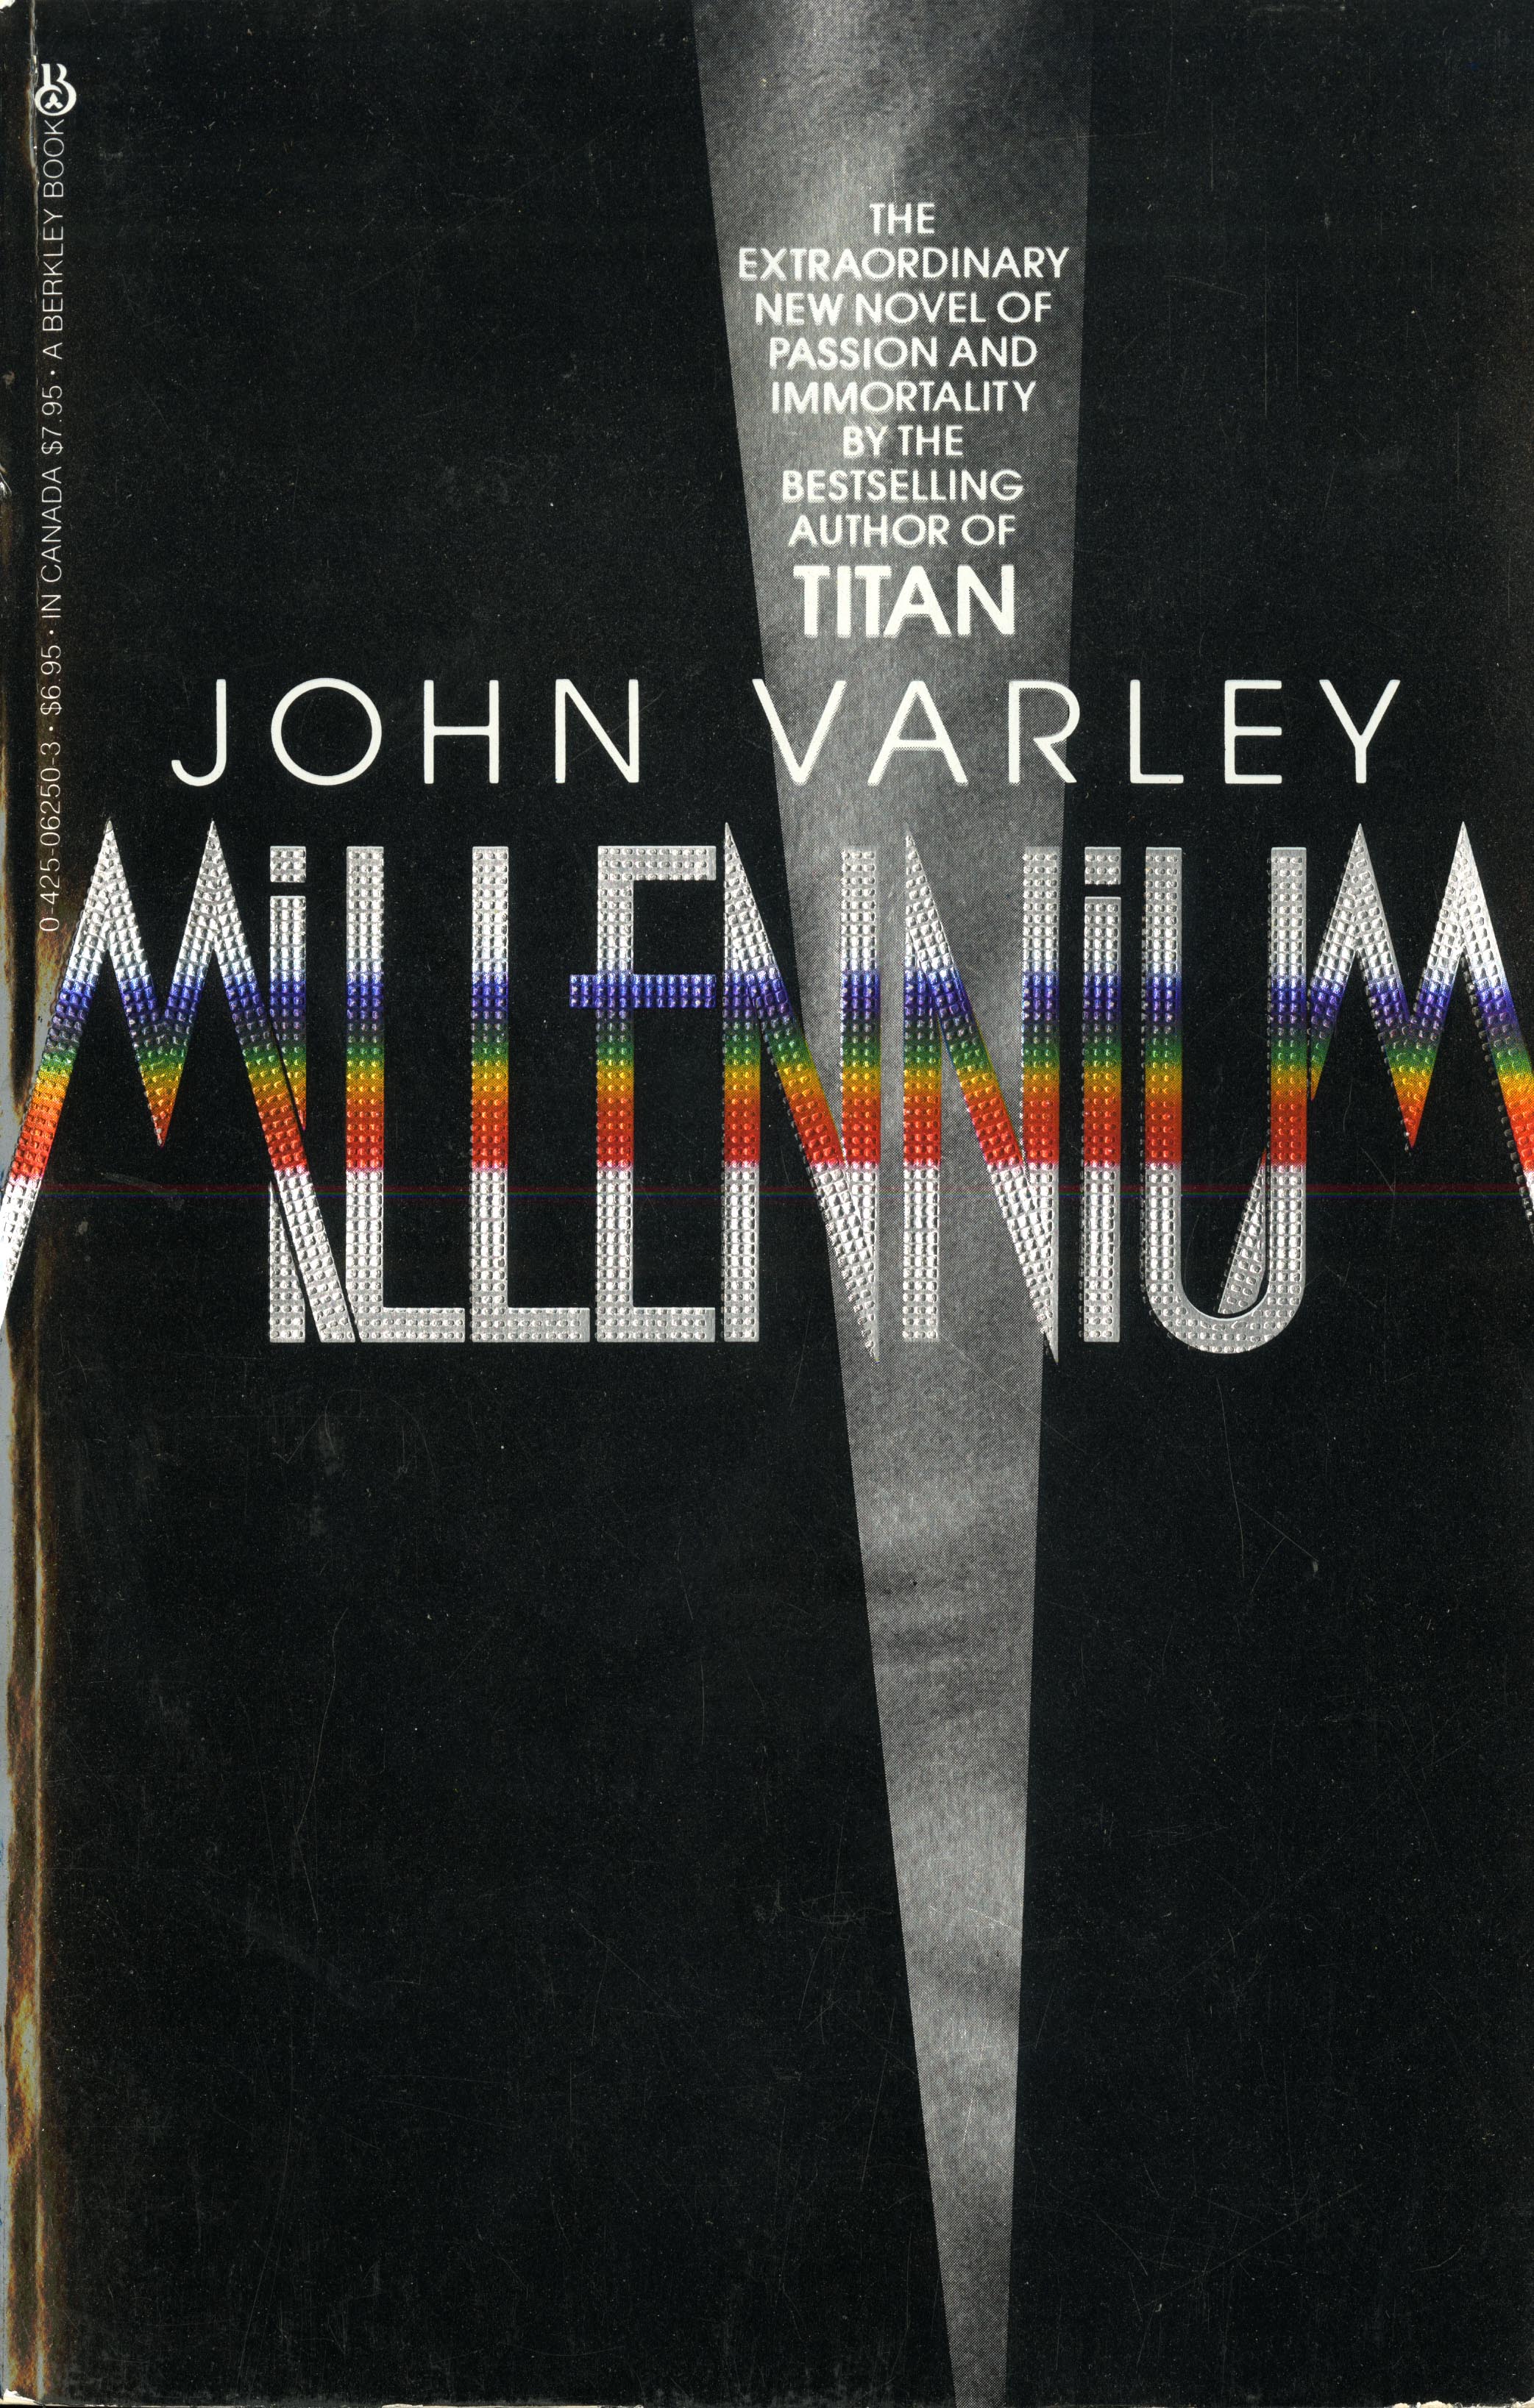 0-425-06250-3 • $6.95 • IN CANADA $7.95 • A BERKLEY BOOK
THE
EXTRAORDINARY
NEW NOVEL OF
PASSION AND
IMMORTALITY
BY THE
BESTSELLING
AUTHOR OF
TITAN
JOHN VARLEY
MiLLENNiUM